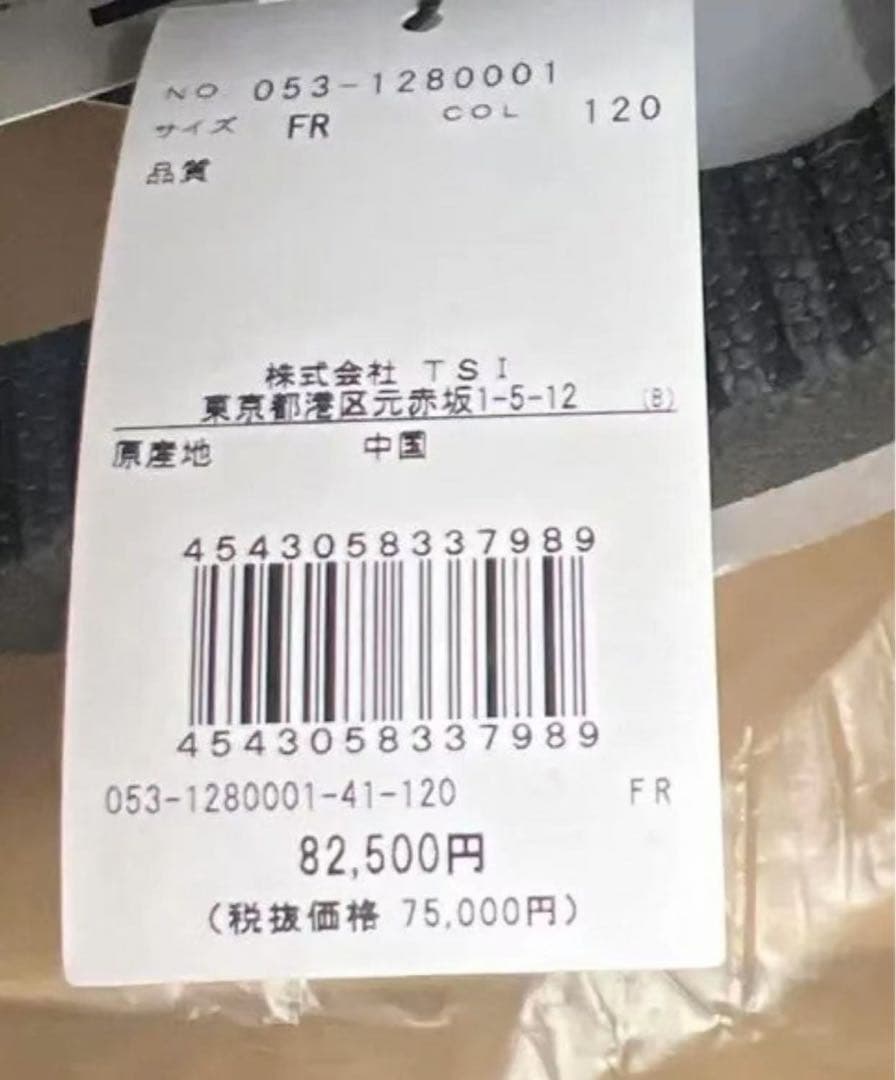 NO 053-1280001
サイズ FR COL 120
品質
株式会社 TSI
東京都港区元赤坂1-5-12 (8)
原産地 中国
4543058337989
4543058337989
053-1280001-41-120 FR
82,500円
(税抜価格 75,000円)